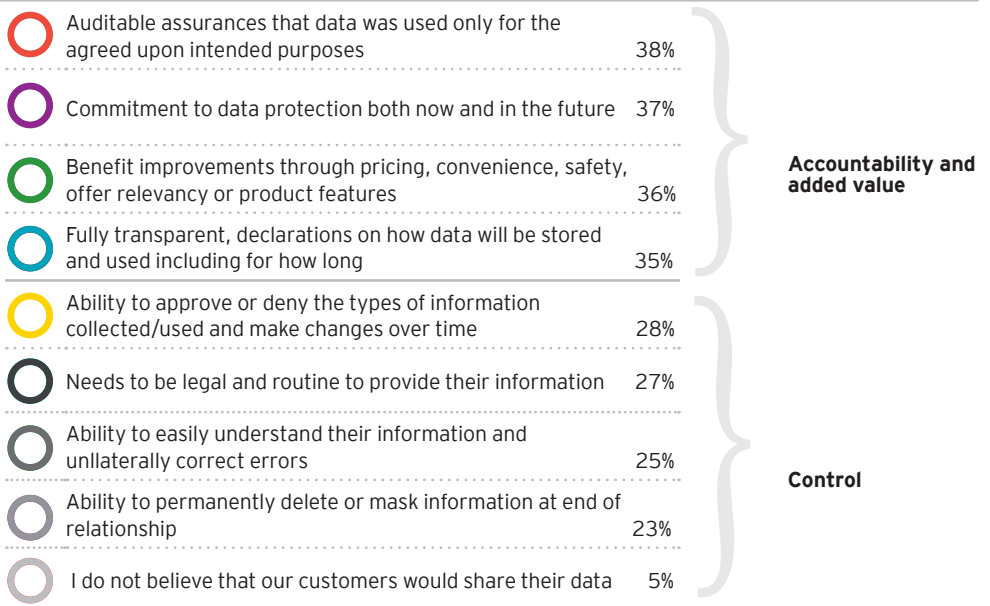 Auditable assurances that data was used only for the
agreed upon intended purposes 38%
Commitment to data protection both now and in the future 37%
Benefit improvements through pricing, convenience, safety,
offer relevancy or product features 36%
Fully transparent, declarations on how data will be stored
and used including for how long 35%
Accountability and
added value
Ability to approve or deny the types of information
collected/used and make changes over time 28%
Needs to be legal and routine to provide their information 27%
Ability to easily understand their information and
unllaterally correct errors 25%
Ability to permanently delete or mask information at end of
relationship 23%
I do not believe that our customers would share their data 5%
Control